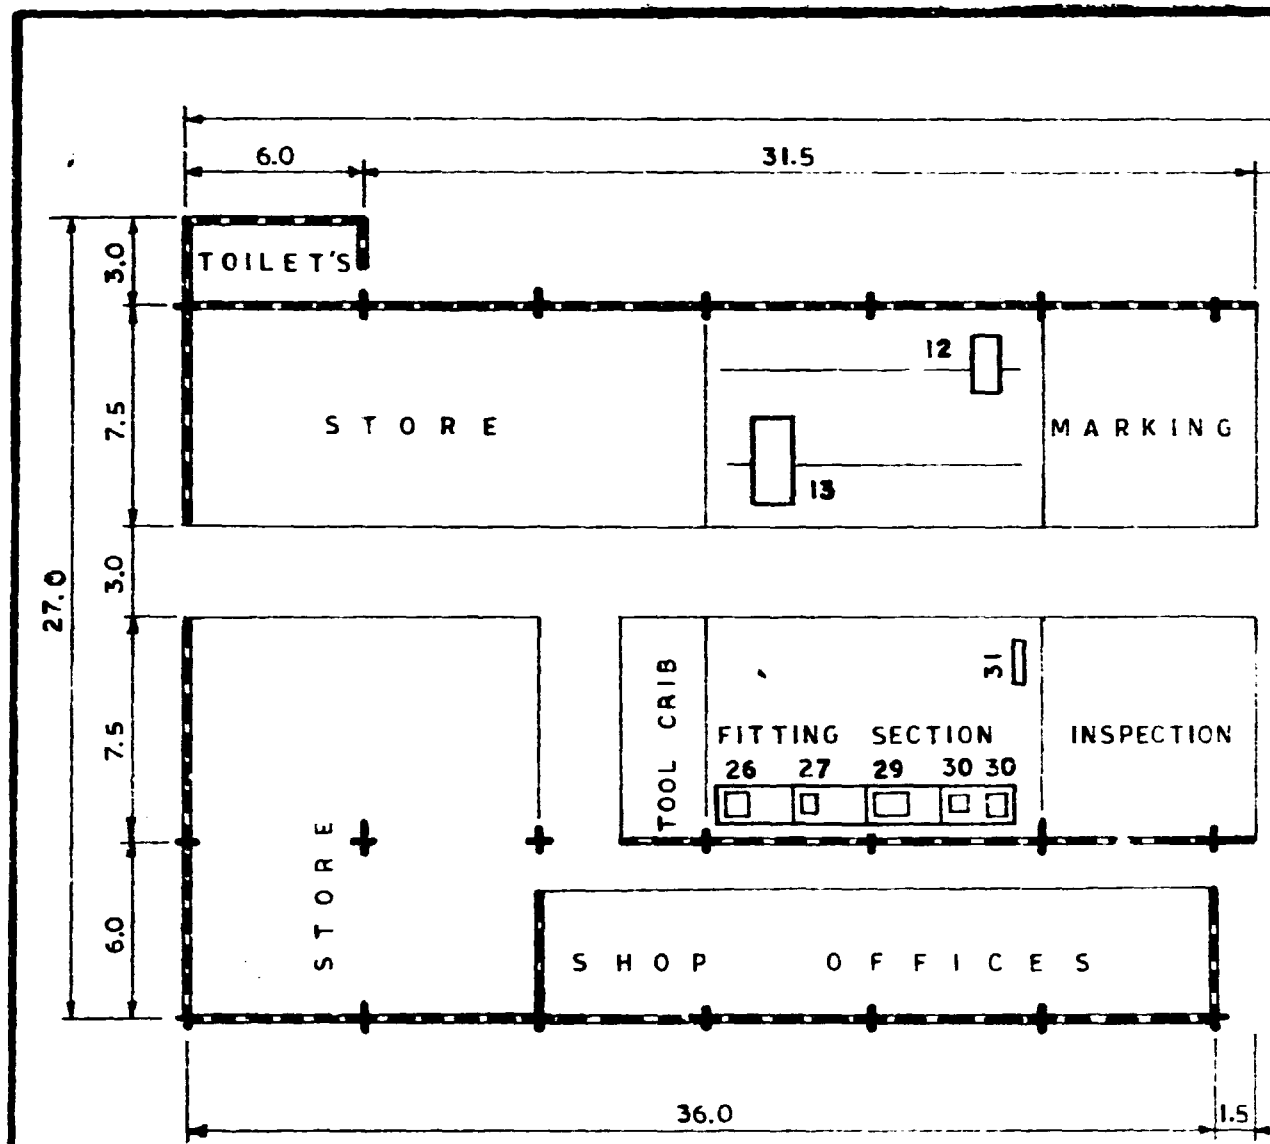 6.0
31.5
3.0
TOILET'S
12
7.5
STORE
MARKING
13
3.0
27.0
31
TOOL CRIB
7.5
FITTING SECTION
INSPECTION
26 27 29 30 30
STORE
6.0
SHOP OFFICES
36.0
1.5